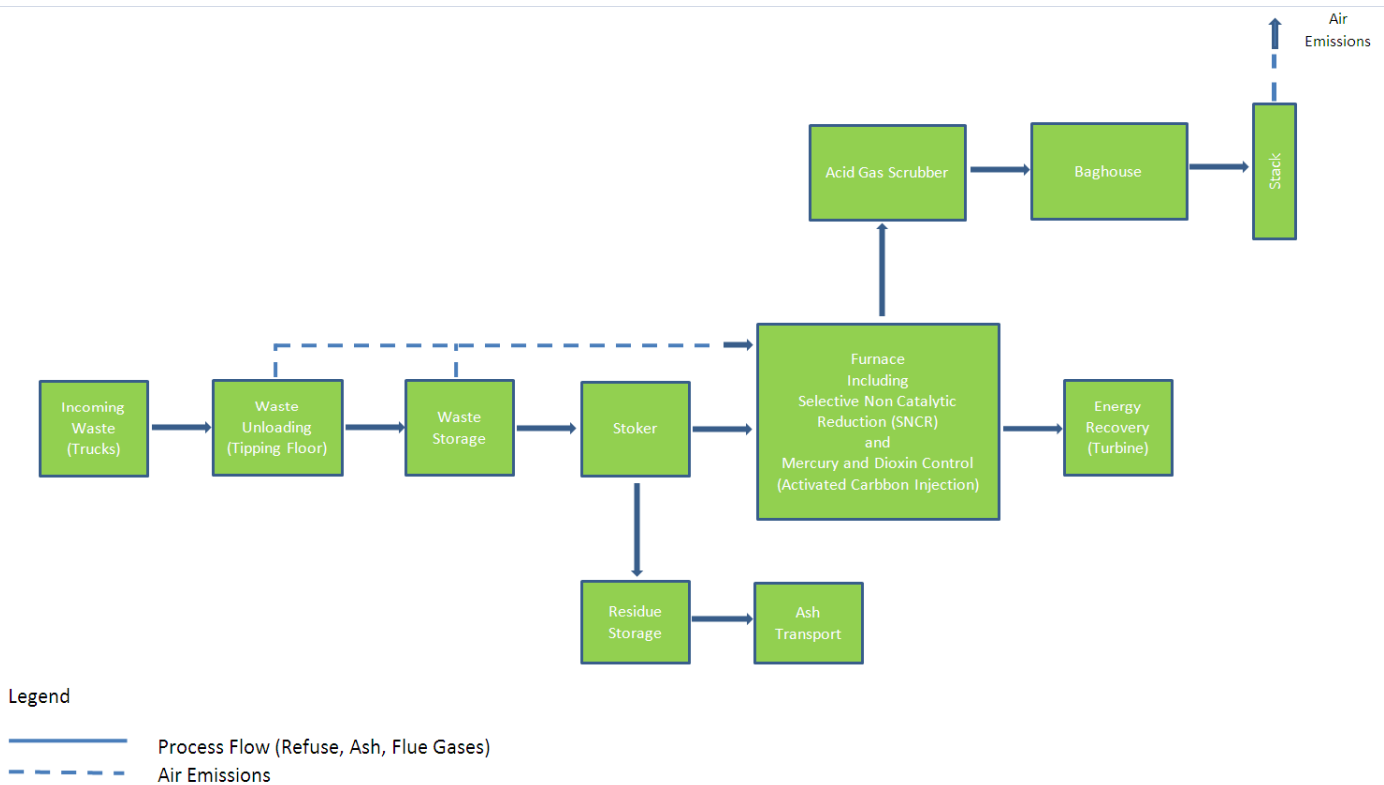 Air
Emissions
Acid Gas Scrubber
Baghouse
Stack
Incoming
Waste
(Trucks)
Waste
Unloading
(Tipping Floor)
Waste
Storage
Stoker
Furnace
Including
Selective Non Catalytic
Reduction (SNCR)
and
Mercury and Dioxin Control
(Activated Carbbon Injection)
Energy
Recovery
(Turbine)
Residue
Storage
Ash
Transport
Legend
Process Flow (Refuse, Ash, Flue Gases)
Air Emissions